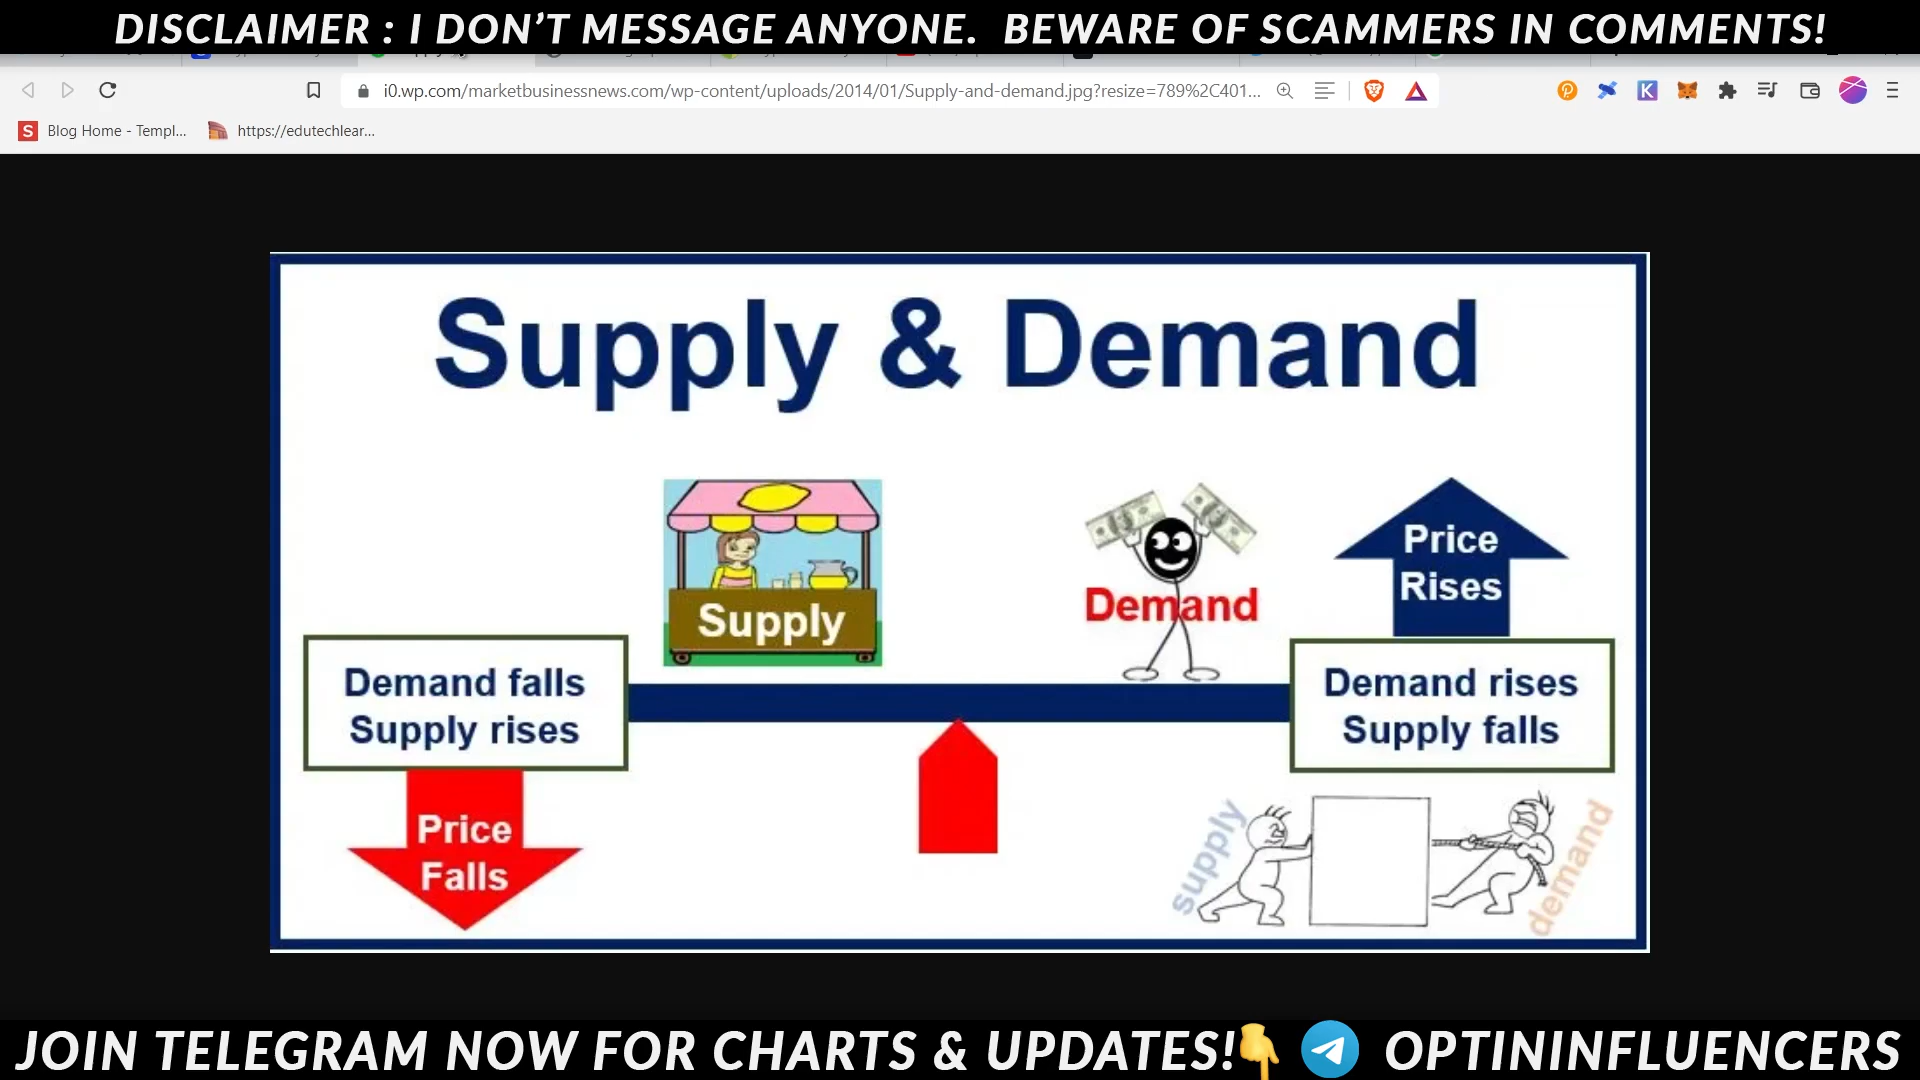 DISCLAIMER : I DON'T MESSAGE ANYONE. BEWARE OF SCAMMERS IN COMMENTS!
i0.wp.com/marketbusinessnews.com/wp-content/uploads/2014/01/Supply-and-demand.jpg?resize=789%2C401...
Blog Home - Templ... https://edutechlear...
Supply & Demand
Supply
Demand
Price
Rises
Demand falls
Supply rises
Demand rises
Supply falls
Price
Falls
supply
demand
JOIN TELEGRAM NOW FOR CHARTS & UPDATES!👇 OPTININFLUENCERS